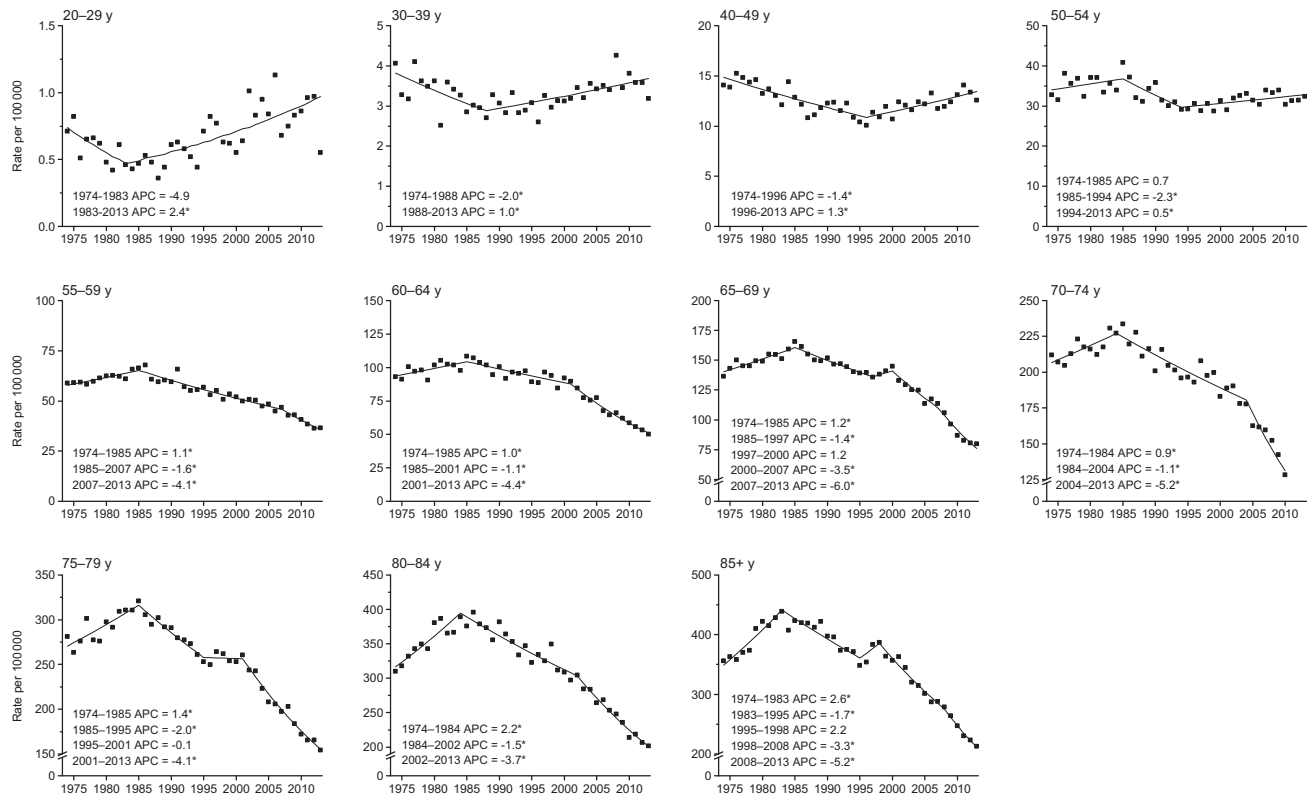 20–29 y
1.5
1.0
0.5
0.0
Rate per 100 000
1974-1983 APC = -4.9
1983-2013 APC = 2.4*
1975 1980 1985 1990 1995 2000 2005 2010
30–39 y
5
4
3
2
1
0
1974-1988 APC = -2.0*
1988-2013 APC = 1.0*
1975 1980 1985 1990 1995 2000 2005 2010
40–49 y
20
15
10
5
0
1974-1996 APC = -1.4*
1996-2013 APC = 1.3*
1975 1980 1985 1990 1995 2000 2005 2010
50–54 y
50
40
30
20
10
0
1974-1985 APC = 0.7
1985-1994 APC = -2.3*
1994-2013 APC = 0.5*
1975 1980 1985 1990 1995 2000 2005 2010
55–59 y
100
75
50
25
0
Rate per 100 000
1974–1985 APC = 1.1*
1985–2007 APC = -1.6*
2007–2013 APC = -4.1*
1975 1980 1985 1990 1995 2000 2005 2010
60–64 y
150
125
100
75
50
25
0
1974–1985 APC = 1.0*
1985–2001 APC = -1.1*
2001–2013 APC = -4.4*
1975 1980 1985 1990 1995 2000 2005 2010
65–69 y
200
175
150
125
100
75
50
0
1974–1985 APC = 1.2*
1985–1997 APC = -1.4*
1997–2000 APC = 1.2
2000–2007 APC = -3.5*
2007–2013 APC = -6.0*
1975 1980 1985 1990 1995 2000 2005 2010
70–74 y
250
225
200
175
150
125
0
1974–1984 APC = 0.9*
1984–2004 APC = -1.1*
2004–2013 APC = -5.2*
1975 1980 1985 1990 1995 2000 2005 2010
75–79 y
350
300
250
200
150
0
Rate per 100 000
1974–1985 APC = 1.4*
1985–1995 APC = -2.0*
1995–2001 APC = -0.1
2001–2013 APC = -4.1*
1975 1980 1985 1990 1995 2000 2005 2010
80–84 y
450
400
350
300
250
200
0
1974–1984 APC = 2.2*
1984–2002 APC = -1.5*
2002–2013 APC = -3.7*
1975 1980 1985 1990 1995 2000 2005 2010
85+ y
500
400
300
200
0
1974–1983 APC = 2.6*
1983–1995 APC = -1.7*
1995–1998 APC = 2.2
1998–2008 APC = -3.3*
2008–2013 APC = -5.2*
1975 1980 1985 1990 1995 2000 2005 2010